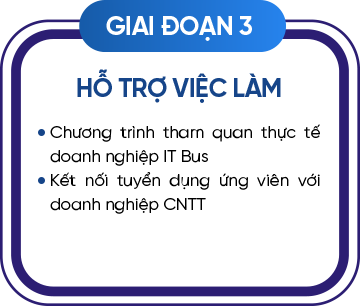 GIAI ĐOẠN 3
HỖ TRỢ VIỆC LÀM
• Chương trình tham quan thực tế
doanh nghiệp IT Bus
• Kết nối tuyển dụng ứng viên với
doanh nghiệp CNTT